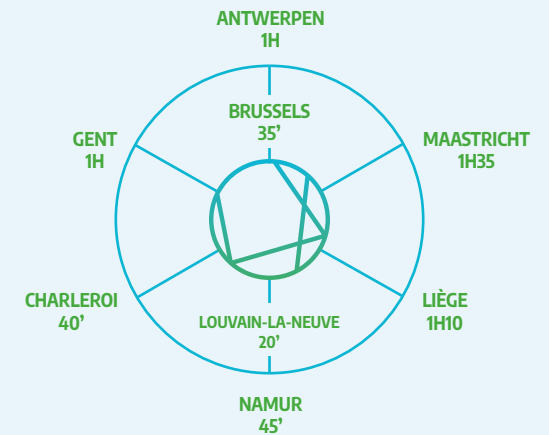 ANTWERPEN
1H
BRUSSELS
35’
GENT
1H
MAASTRICHT
1H35
CHARLEROI
40’
LIÈGE
1H10
LOUVAIN-LA-NEUVE
20’
NAMUR
45’